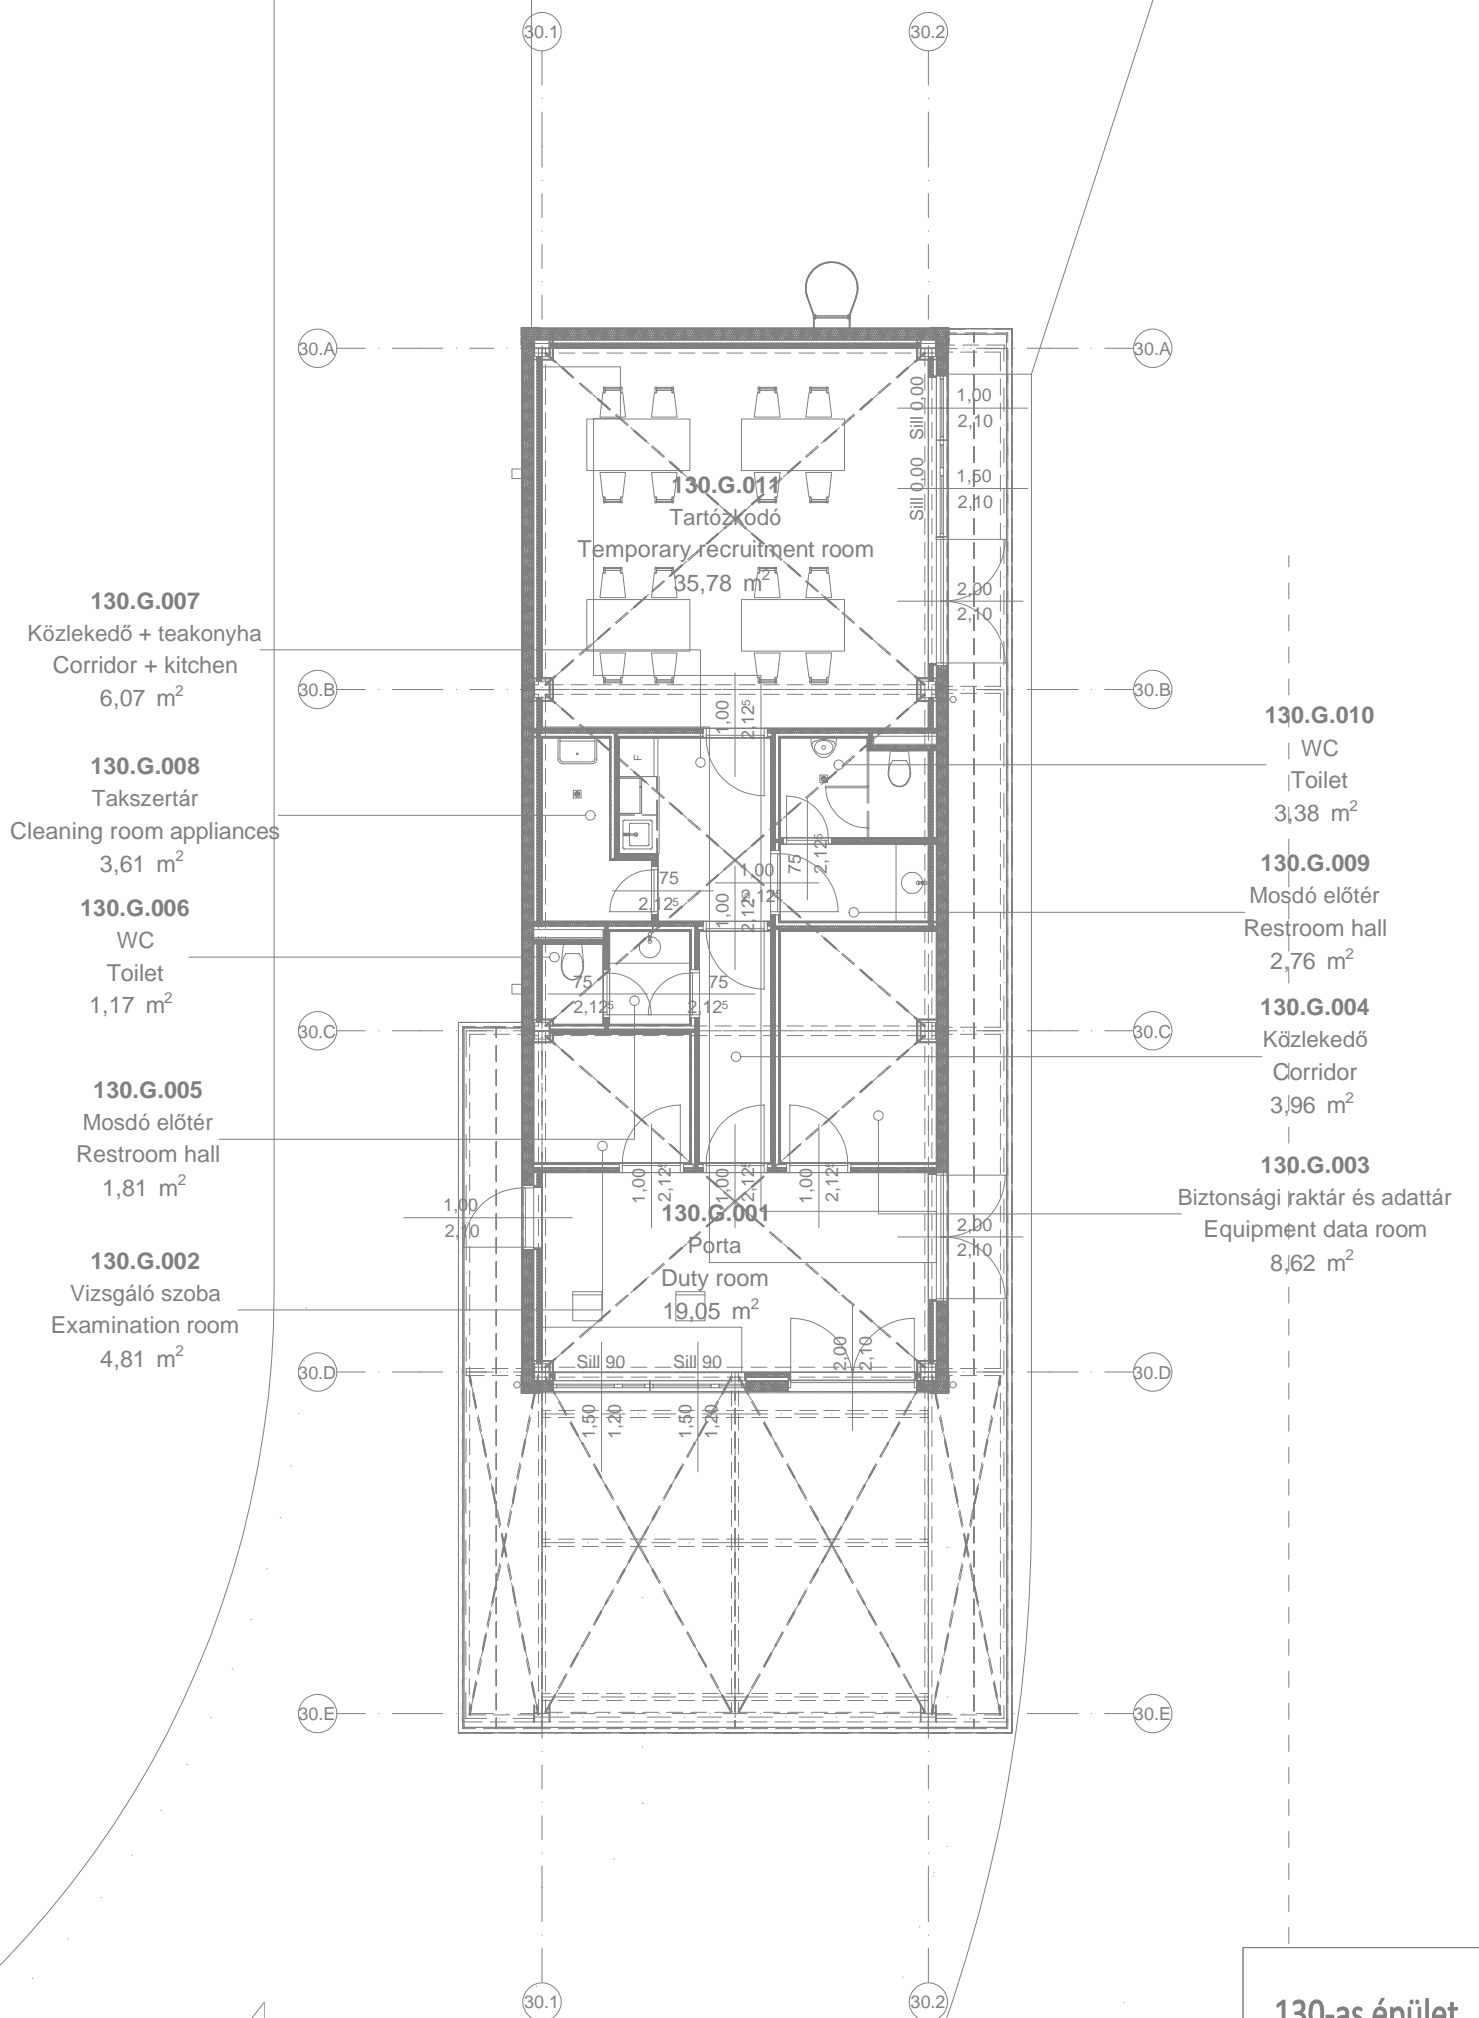 30.1
30.2
30.A
30.A
Sill 0,00
1,00
2,10
Sill 0,00
1,50
2,10
130.G.011
Tartózkodó
Temporary recruitment room
35,78 m²
2,00
2,10
130.G.007
Közlekedő + teakonyha
Corridor + kitchen
6,07 m²
30.B
30.B
1,00
2,12⁵
130.G.010
WC
Toilet
3,38 m²
F
130.G.008
Takszertár
Cleaning room appliances
3,61 m²
75
2,12⁵
1,00
2,12⁵
75
2,12⁵
1,00
2,12⁵
130.G.009
Mosdó előtér
Restroom hall
2,76 m²
130.G.006
WC
Toilet
1,17 m²
75
2,12⁵
75
2,12⁵
30.C
30.C
130.G.004
Közlekedő
Corridor
3,96 m²
130.G.005
Mosdó előtér
Restroom hall
1,81 m²
1,00
2,12⁵
1,00
2,12⁵
1,00
2,12⁵
130.G.003
Biztonsági raktár és adattár
Equipment data room
8,62 m²
1,00
2,10
130.G.001
Porta
Duty room
19,05 m²
2,00
2,10
130.G.002
Vizsgáló szoba
Examination room
4,81 m²
2,00
2,10
Sill 90
Sill 90
30.D
30.D
1,50
1,20
1,50
1,20
30.E
30.E
30.1
30.2
130-as épület